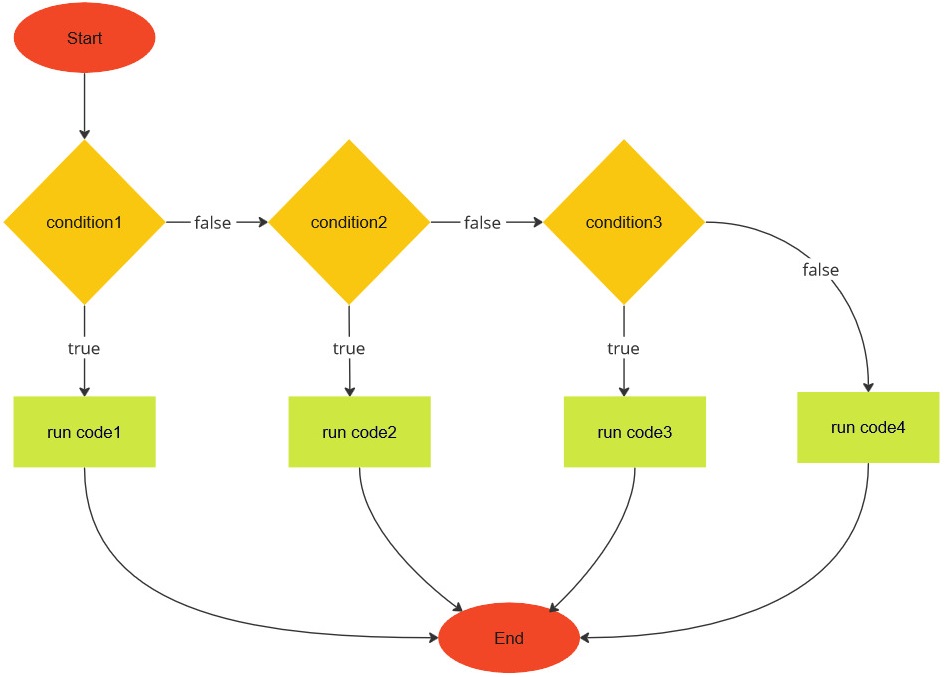 Start
condition1
false
condition2
false
condition3
false
true
true
true
run code1
run code2
run code3
run code4
End